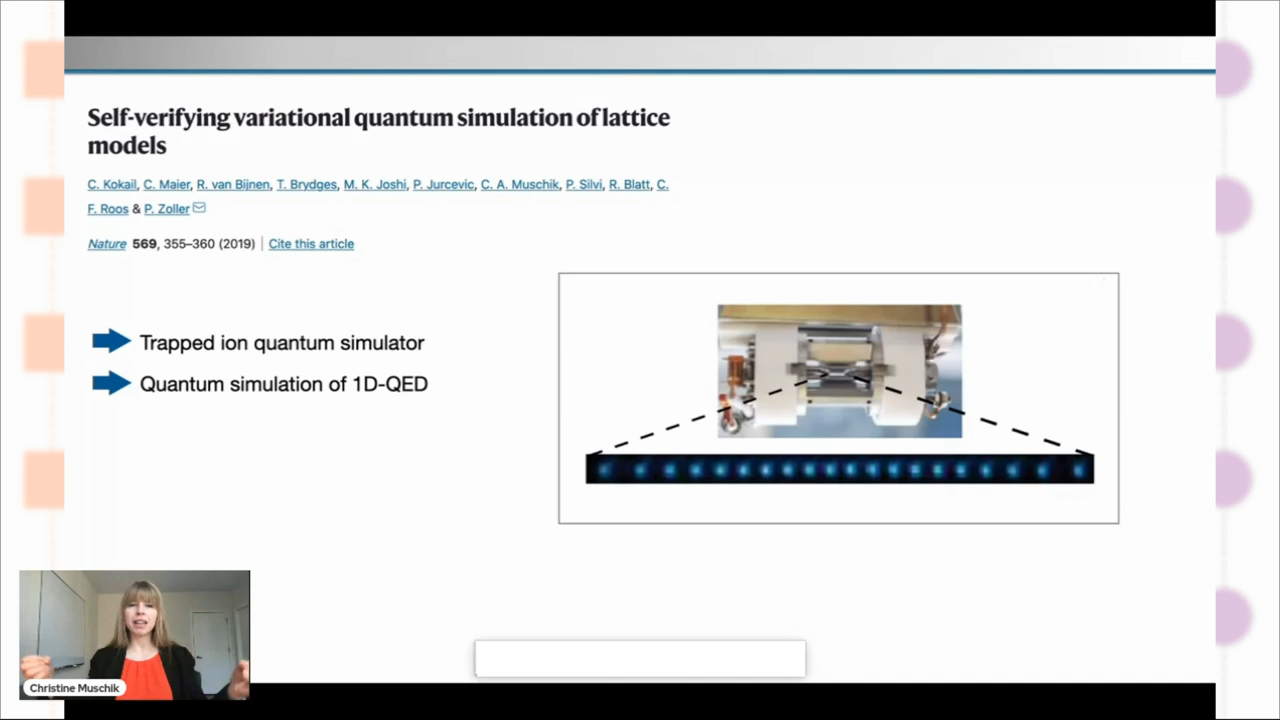 Self-verifying variational quantum simulation of lattice
models
C. Kokail, C. Maier, R. van Bijnen, T. Brydges, M. K. Joshi, P. Jurcevic, C. A. Muschik, P. Silvi, R. Blatt, C.
F. Roos & P. Zoller
Nature 569, 355–360 (2019) | Cite this article
Trapped ion quantum simulator
Quantum simulation of 1D-QED
Christine Muschik